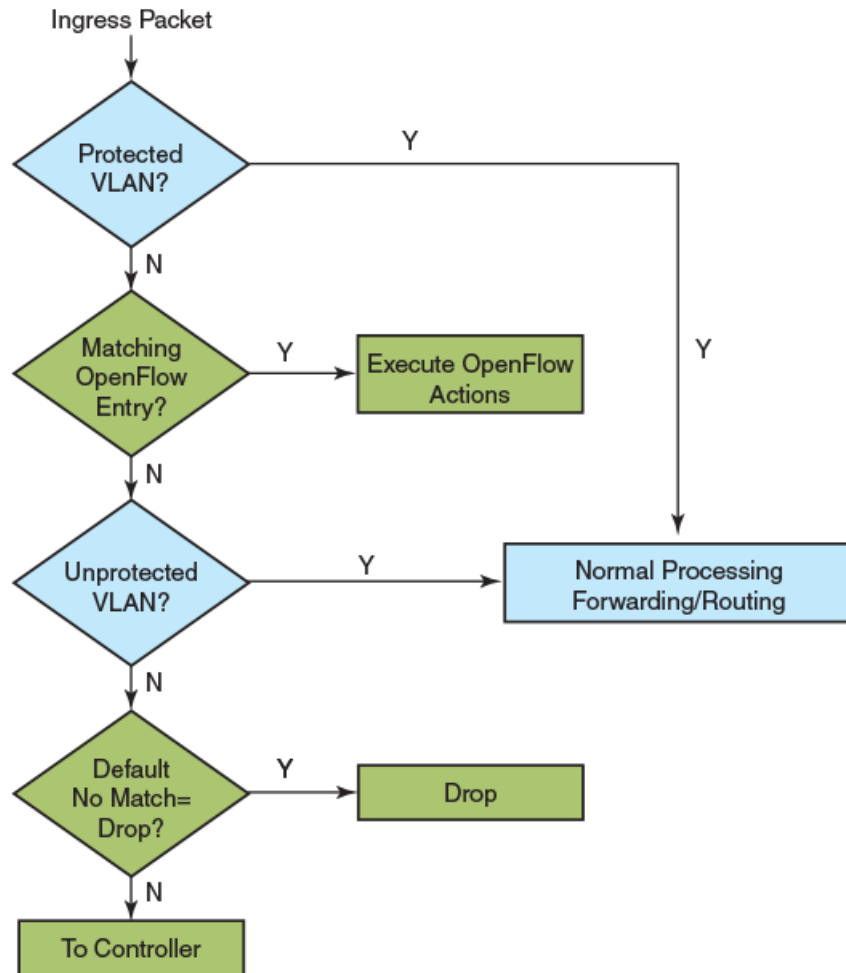 Ingress Packet
Protected
VLAN?
Y
Y
N
Matching
OpenFlow
Entry?
Y
Execute OpenFlow
Actions
N
Unprotected
VLAN?
Y
Normal Processing
Forwarding/Routing
N
Default
No Match=
Drop?
Y
Drop
N
To Controller